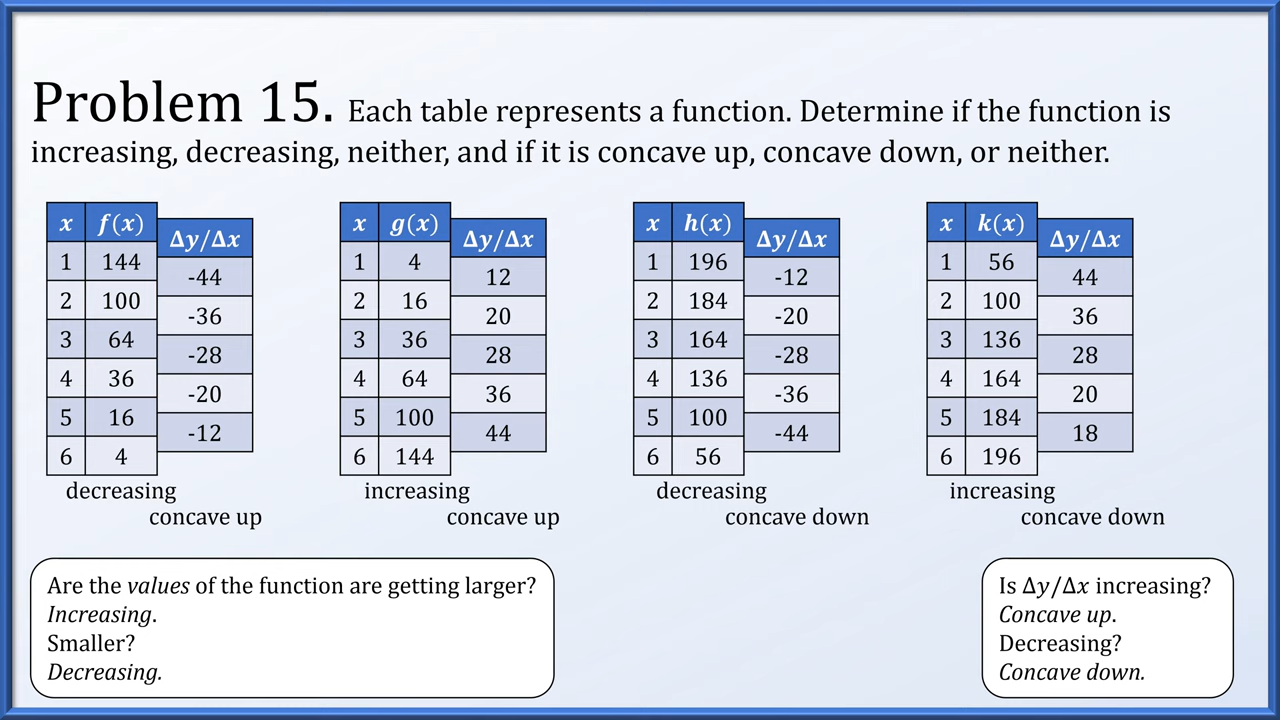 Problem 15. Each table represents a function. Determine if the function is
increasing, decreasing, neither, and if it is concave up, concave down, or neither.
x f(x) Δy/Δx
1 144
-44
2 100
-36
3 64
-28
4 36
-20
5 16
-12
6 4
decreasing
concave up
x g(x) Δy/Δx
1 4
12
2 16
20
3 36
28
4 64
36
5 100
44
6 144
increasing
concave up
x h(x) Δy/Δx
1 196
-12
2 184
-20
3 164
-28
4 136
-36
5 100
-44
6 56
decreasing
concave down
x k(x) Δy/Δx
1 56
44
2 100
36
3 136
28
4 164
20
5 184
18
6 196
increasing
concave down
Are the values of the function are getting larger?
Increasing.
Smaller?
Decreasing.
Is Δy/Δx increasing?
Concave up.
Decreasing?
Concave down.